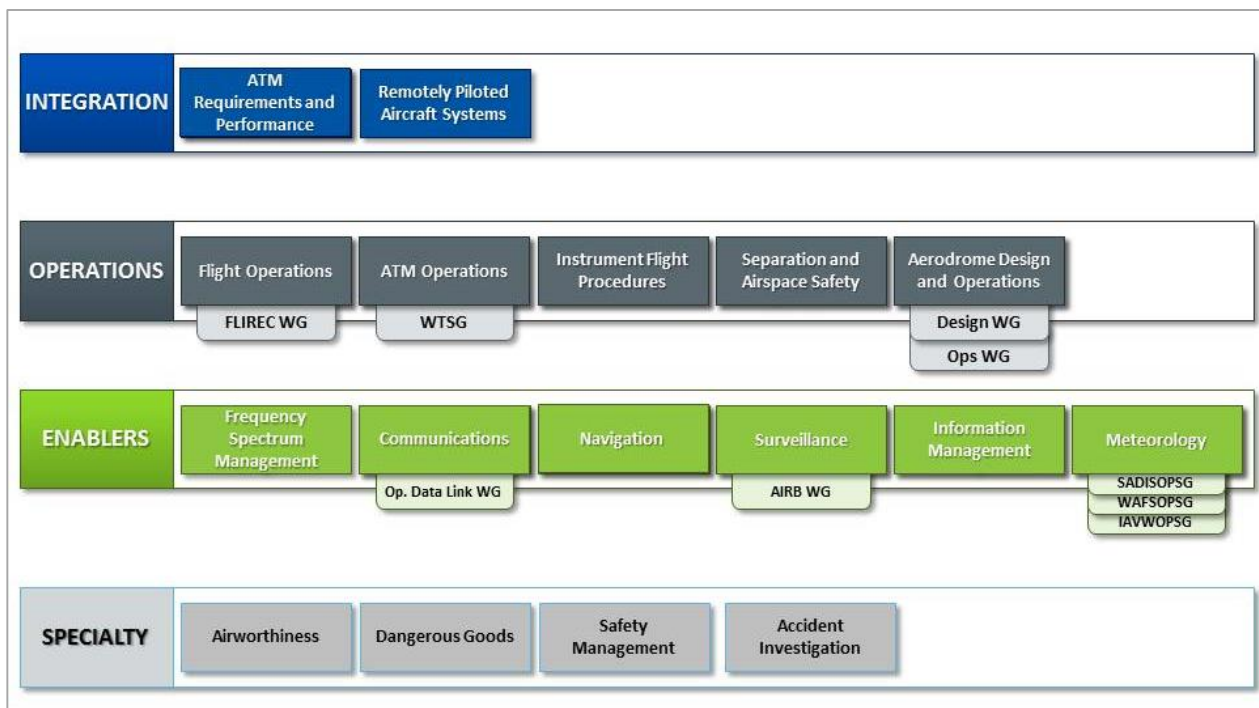 INTEGRATION
ATM
Requirements and
Performance
Remotely Piloted
Aircraft Systems
OPERATIONS
Flight Operations
FLIREC WG
ATM Operations
WTSG
Instrument Flight
Procedures
Separation and
Airspace Safety
Aerodrome Design
and Operations
Design WG
Ops WG
ENABLERS
Frequency
Spectrum
Management
Communications
Op. Data Link WG
Navigation
Surveillance
AIRB WG
Information
Management
Meteorology
SADISOPSG
WAFSOPSG
IAVWOPSG
SPECIALTY
Airworthiness
Dangerous Goods
Safety
Management
Accident
Investigation